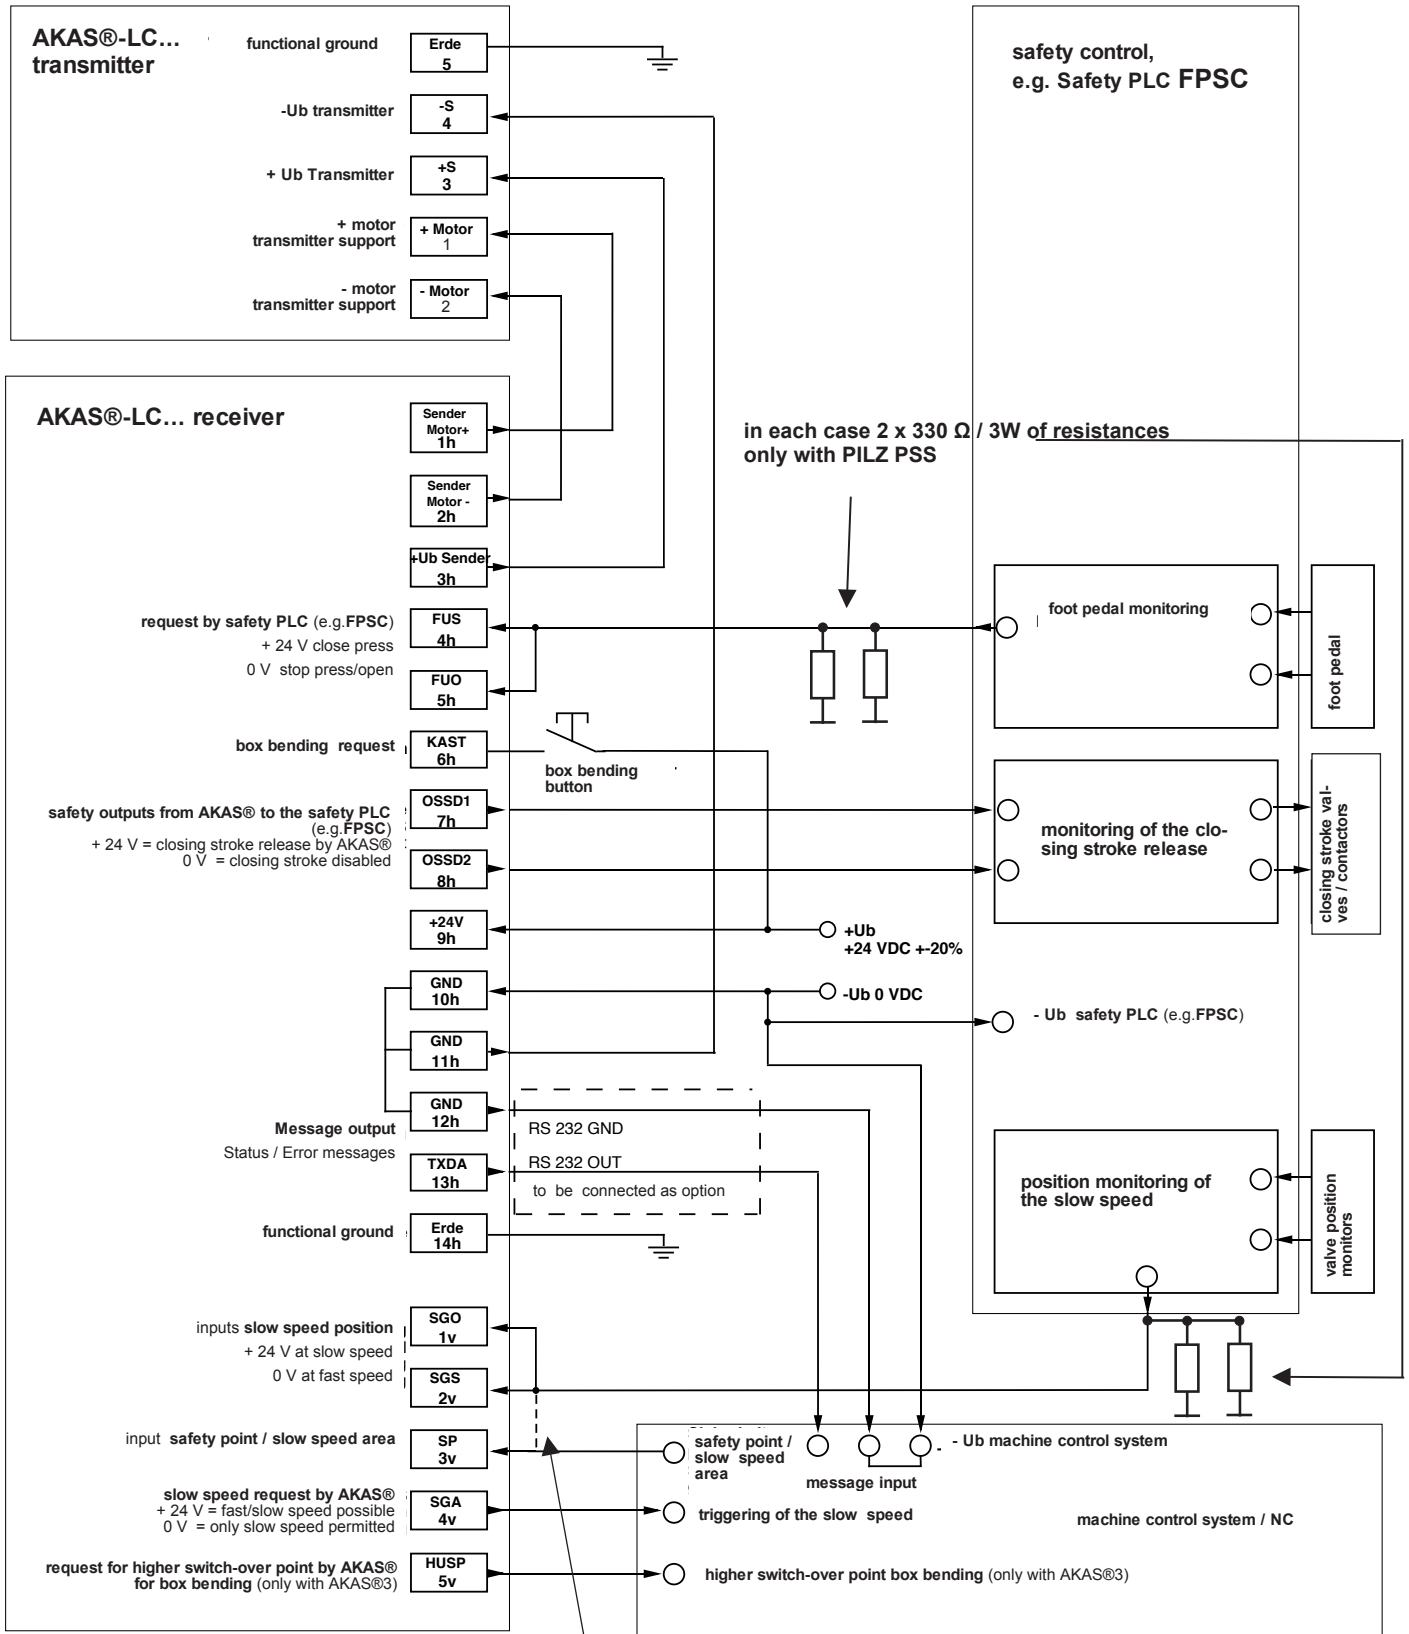 AKAS®-LC...
transmitter
functional ground
Erde
5
-Ub transmitter
-S
4
+ Ub Transmitter
+S
3
+ motor
transmitter support
+ Motor
1
- motor
transmitter support
- Motor
2
safety control,
e.g. Safety PLC FPSC
AKAS®-LC... receiver
Sender
Motor+
1h
Sender
Motor -
2h
+Ub Sender
3h
in each case 2 x 330 Ω / 3W of resistances
only with PILZ PSS
request by safety PLC (e.g.FPSC)
+ 24 V close press
0 V stop press/open
FUS
4h
FUO
5h
foot pedal monitoring
foot pedal
box bending request
KAST
6h
box bending
button
safety outputs from AKAS® to the safety PLC
(e.g.FPSC)
+ 24 V = closing stroke release by AKAS®
0 V = closing stroke disabled
OSSD1
7h
OSSD2
8h
monitoring of the clo-
sing stroke release
closing stroke val-
ves / contactors
+24V
9h
+Ub
+24 VDC +-20%
GND
10h
-Ub 0 VDC
- Ub safety PLC (e.g.FPSC)
GND
11h
GND
12h
RS 232 GND
Message output
Status / Error messages
TXDA
13h
RS 232 OUT
to be connected as option
position monitoring of
the slow speed
valve position
monitors
functional ground
Erde
14h
inputs slow speed position
+ 24 V at slow speed
0 V at fast speed
SGO
1v
SGS
2v
input safety point / slow speed area
SP
3v
safety point /
slow speed
area
message input
- Ub machine control system
slow speed request by AKAS®
+ 24 V = fast/slow speed possible
0 V = only slow speed permitted
SGA
4v
triggering of the slow speed
machine control system / NC
request for higher switch-over point by AKAS®
for box bending (only with AKAS®3)
HUSP
5v
higher switch-over point box bending (only with AKAS®3)